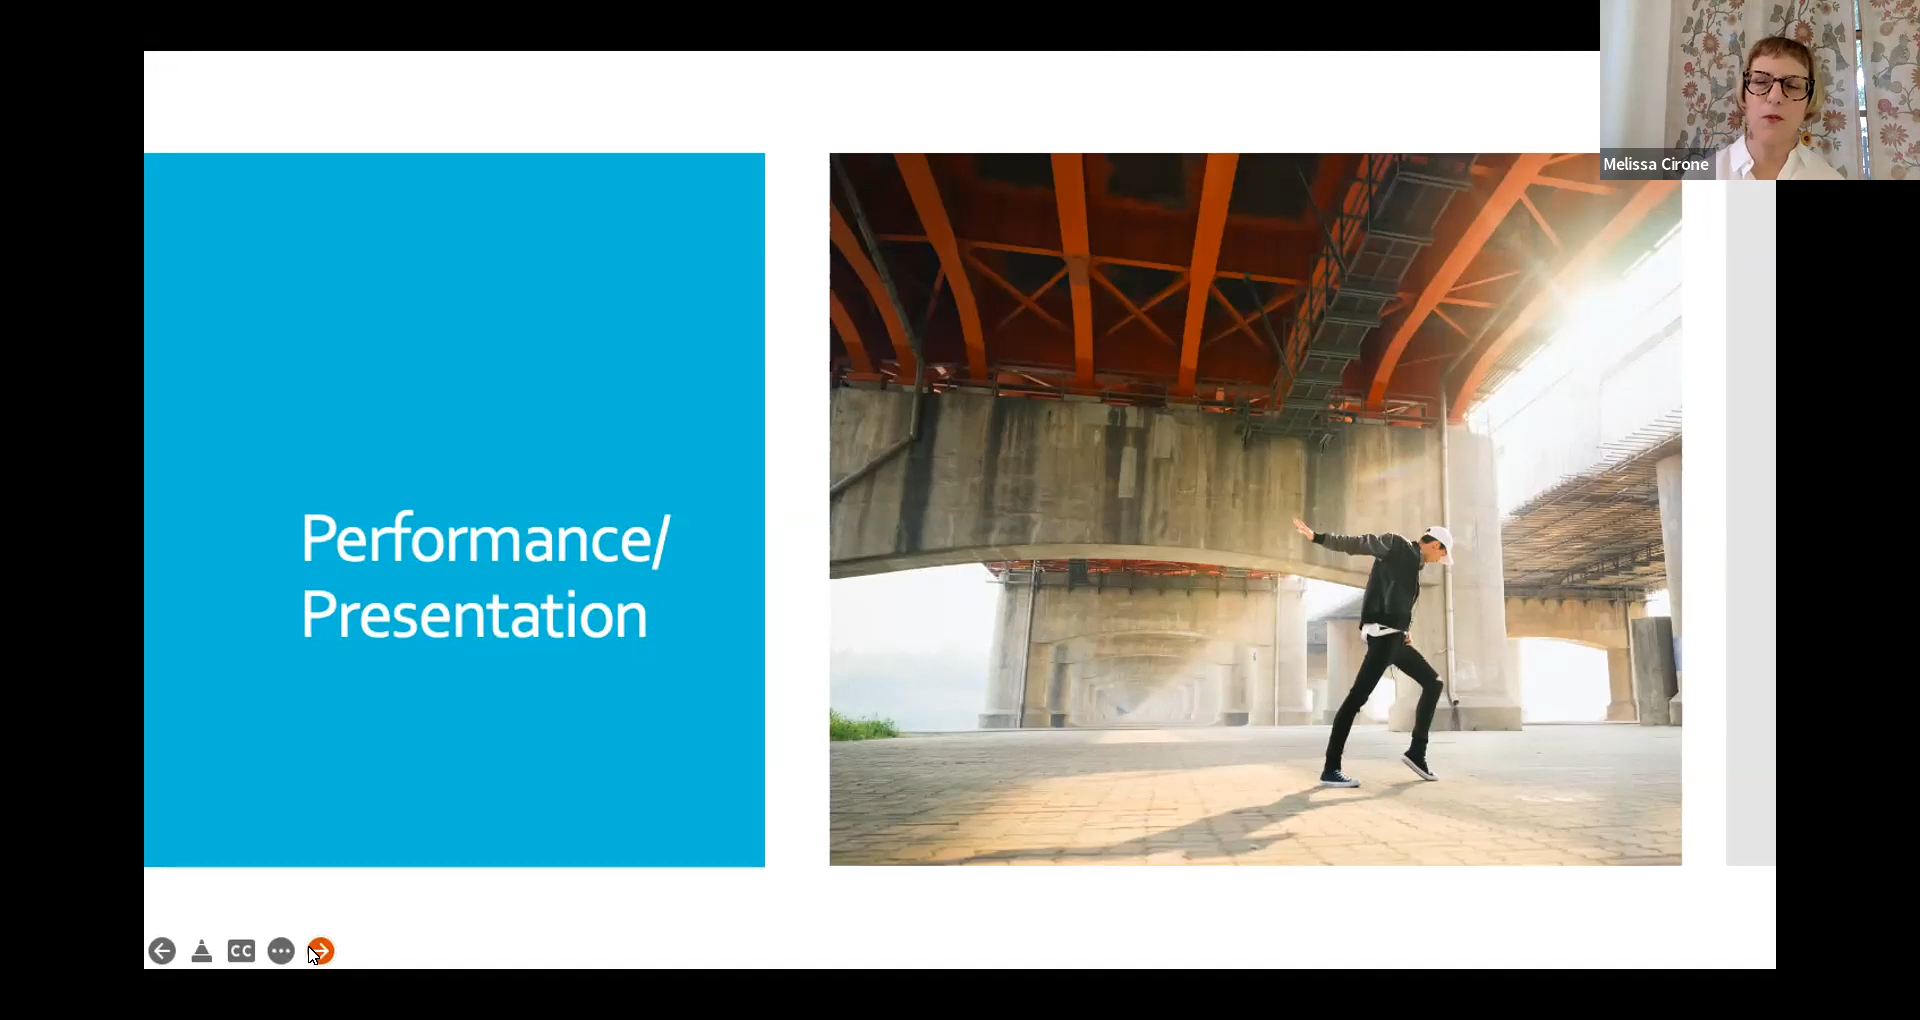 Melissa Cirone
Performance/
Presentation
CC